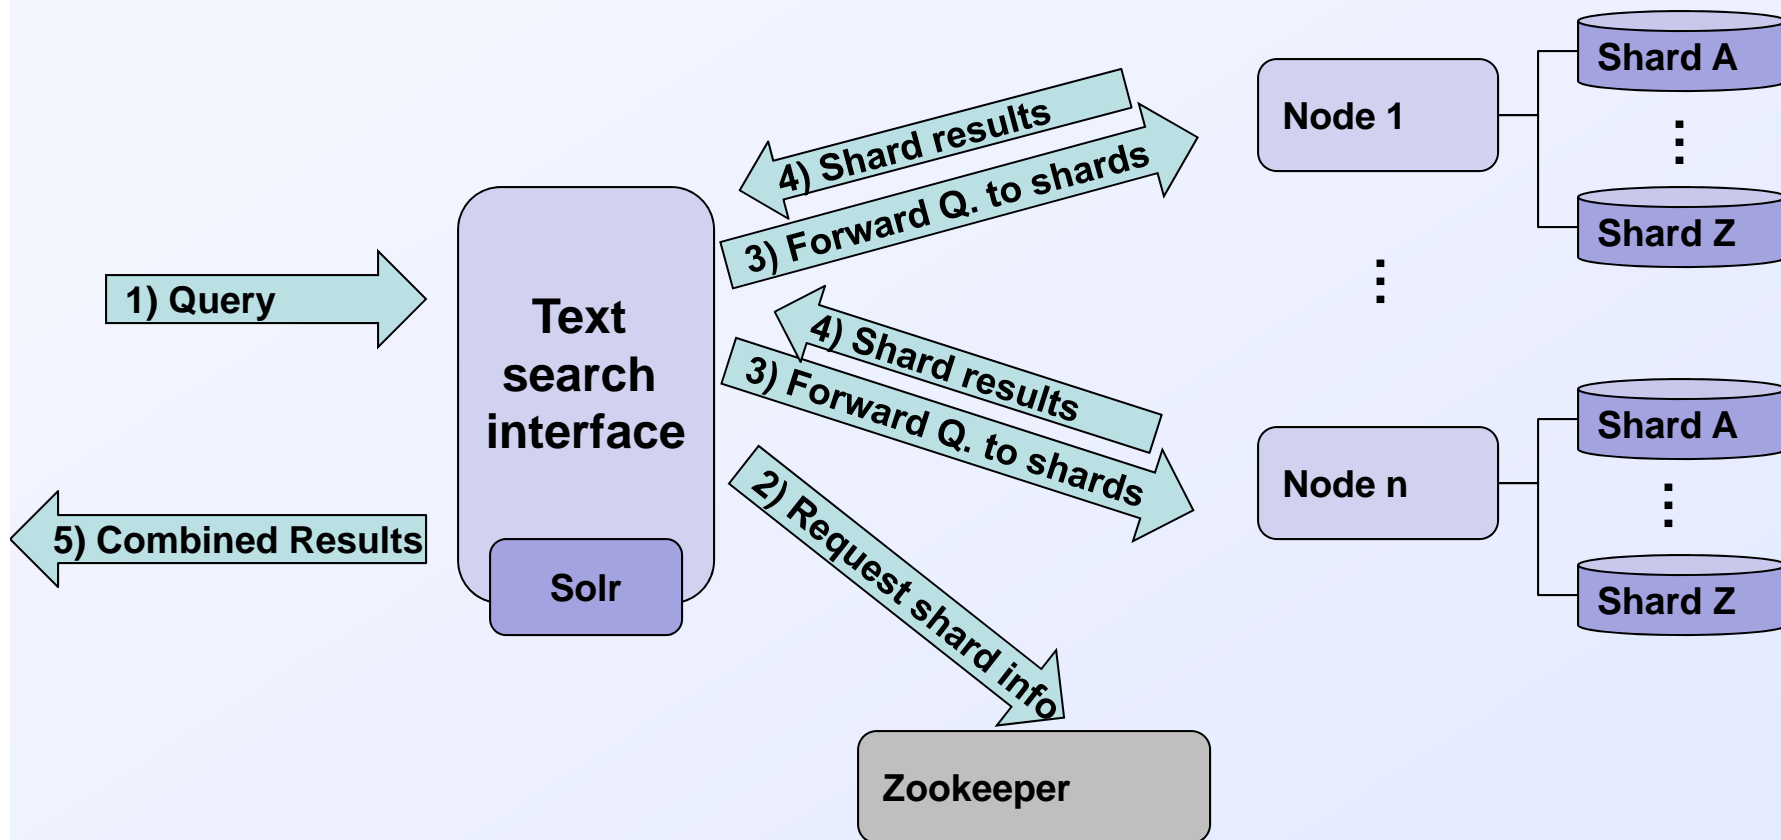 Shard A
Node 1
Shard Z
4) Shard results
3) Forward Q. to shards
1) Query
Text
search
interface
4) Shard results
3) Forward Q. to shards
Shard A
Node n
Shard Z
2) Request shard info
5) Combined Results
Solr
Zookeeper